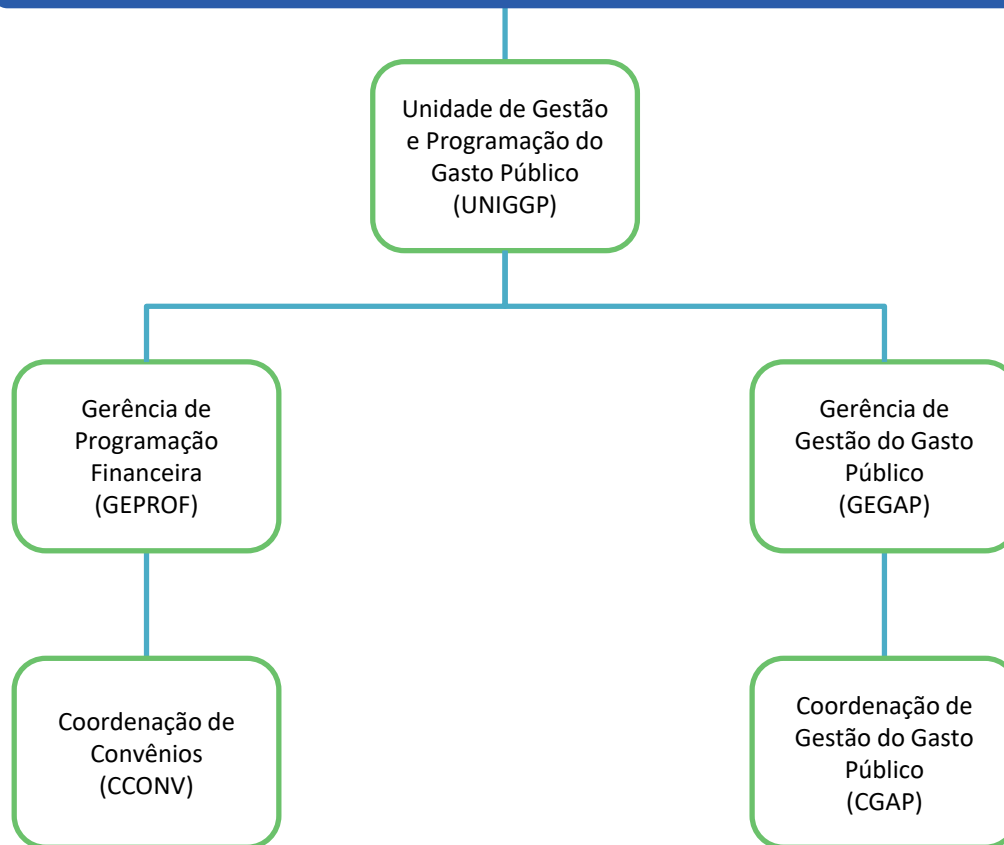 Unidade de Gestão
e Programação do
Gasto Público
(UNIGGP)
Gerência de
Programação
Financeira
(GEPROF)
Gerência de
Gestão do Gasto
Público
(GEGAP)
Coordenação de
Convênios
(CCONV)
Coordenação de
Gestão do Gasto
Público
(CGAP)